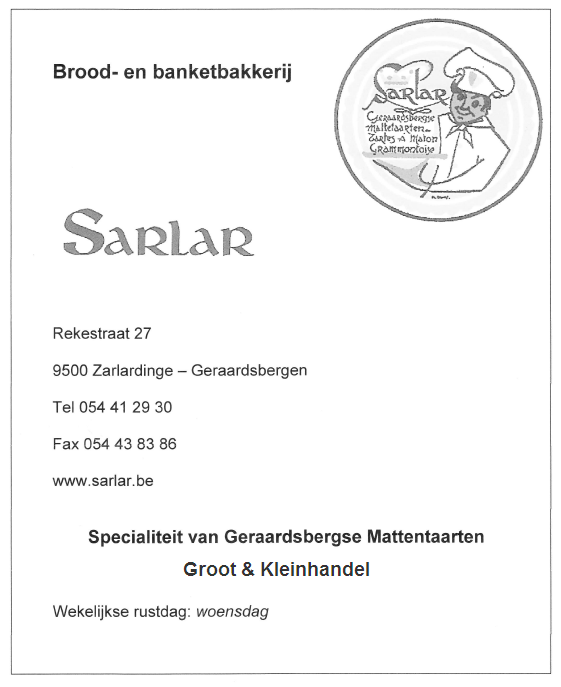 Brood- en banketbakkerij
Sarlar
Geraardsbergse
Mattetaarten
Tartes à Maton
Grammontoise
SARLAR
Rekestraat 27
9500 Zarlardinge – Geraardsbergen
Tel 054 41 29 30
Fax 054 43 83 86
www.sarlar.be
Specialiteit van Geraardsbergse Mattentaarten
Groot & Kleinhandel
Wekelijkse rustdag: woensdag